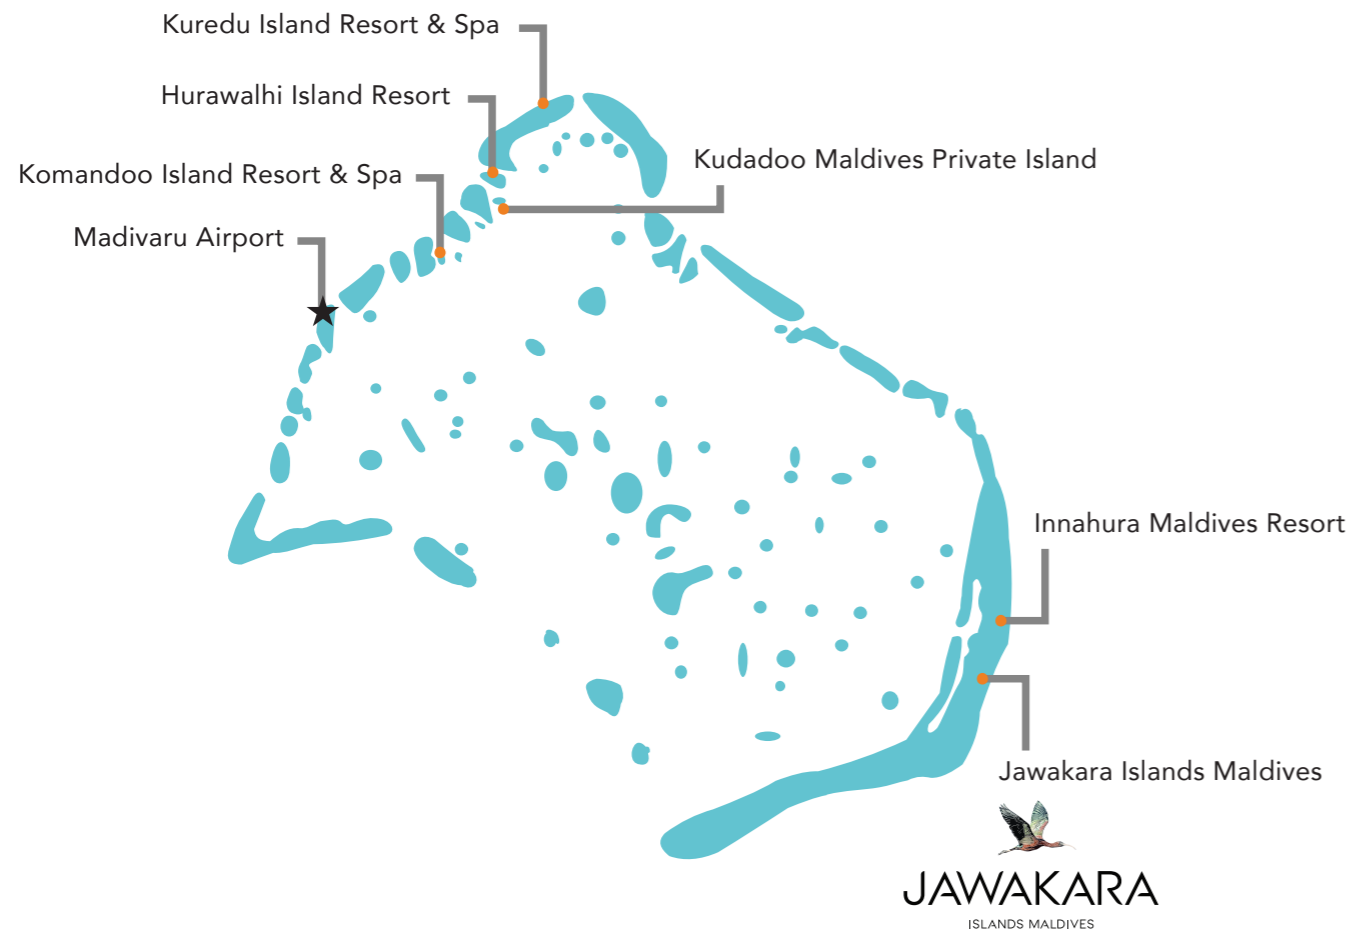 Kuredu Island Resort & Spa
Hurawalhi Island Resort
Kudadoo Maldives Private Island
Komandoo Island Resort & Spa
Madivaru Airport
Innahura Maldives Resort
Jawakara Islands Maldives
JAWAKARA
ISLANDS MALDIVES